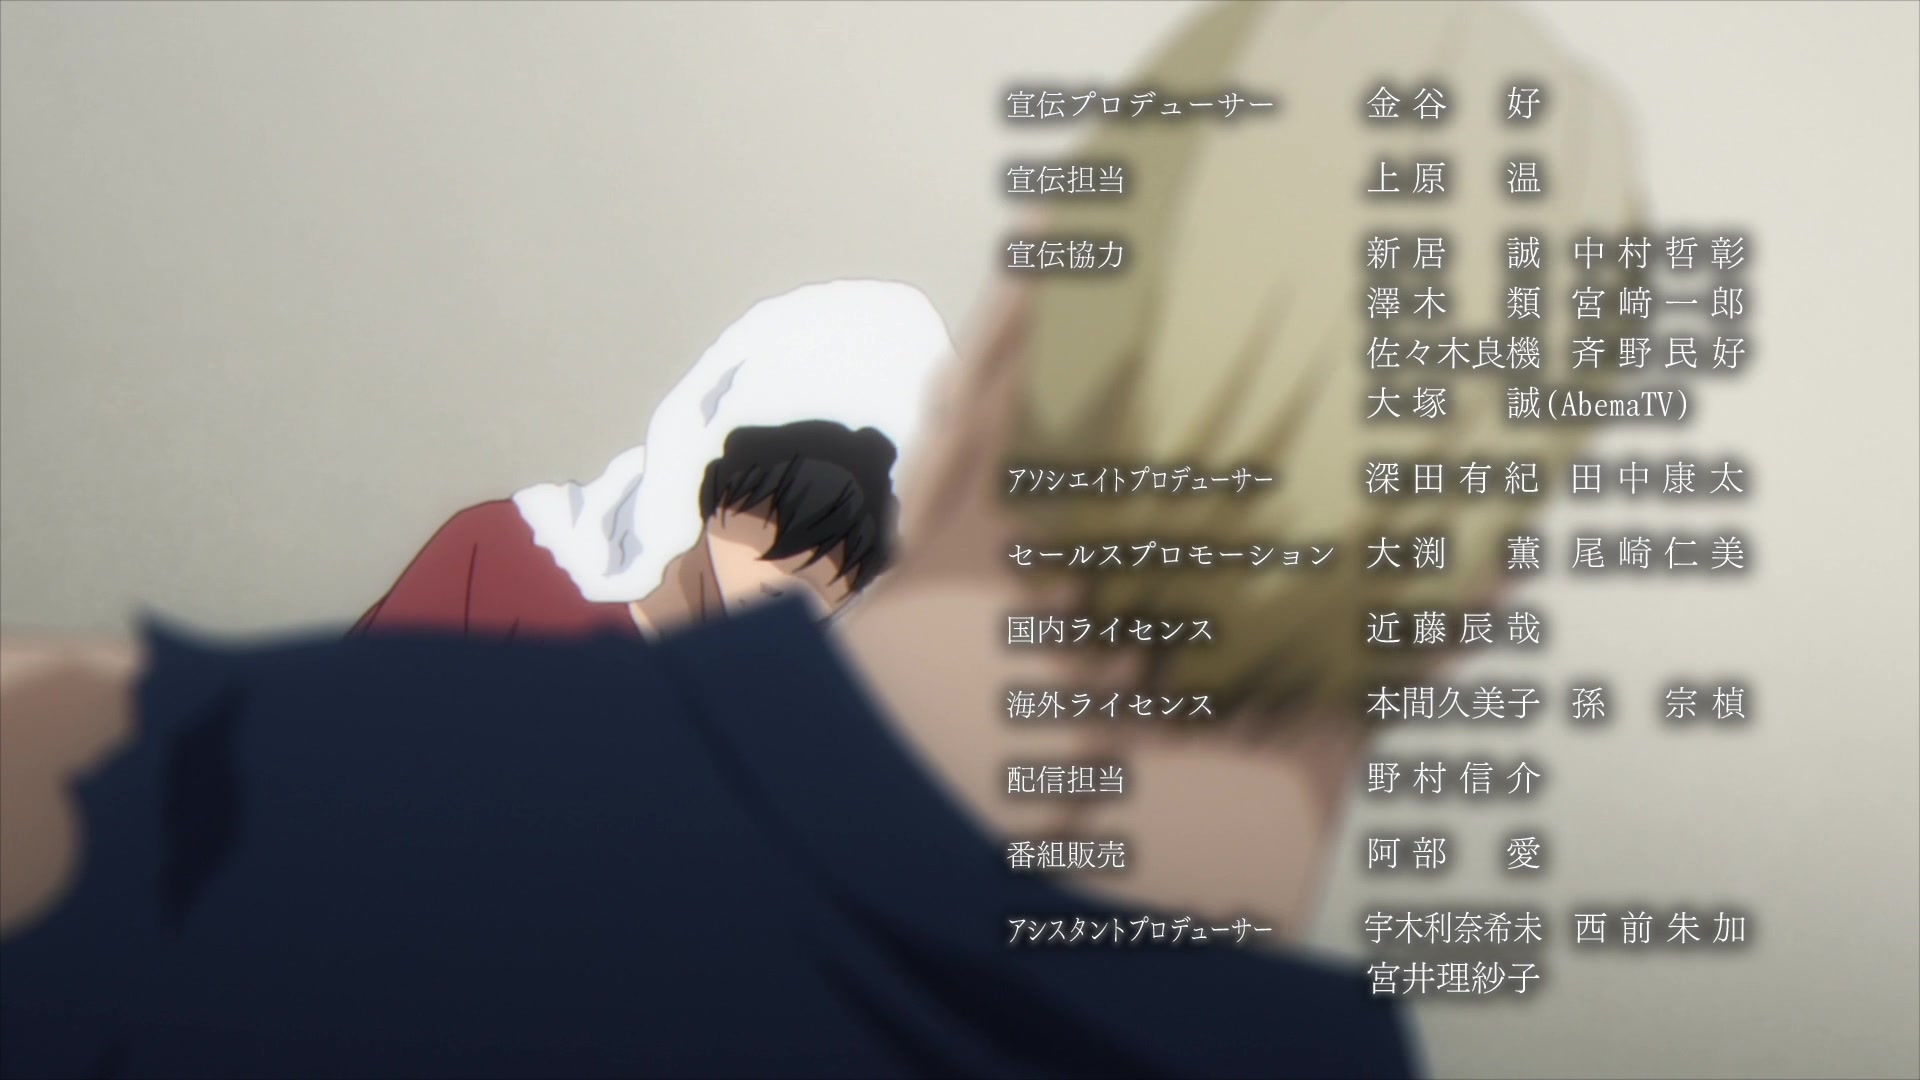 宣伝プロデューサー 金谷 好
宣伝担当 上原 温
宣伝協力 新居 誠 中村哲彰
澤木 類 宮﨑一郎
佐々木良機 斉野民好
大塚 誠(AbemaTV)
アソシエイトプロデューサー 深田有紀 田中康太
セールスプロモーション 大渕 薫 尾崎仁美
国内ライセンス 近藤辰哉
海外ライセンス 本間久美子 孫 宗楨
配信担当 野村信介
番組販売 阿部 愛
アシスタントプロデューサー 宇木利奈希未 西前朱加
宮井理紗子